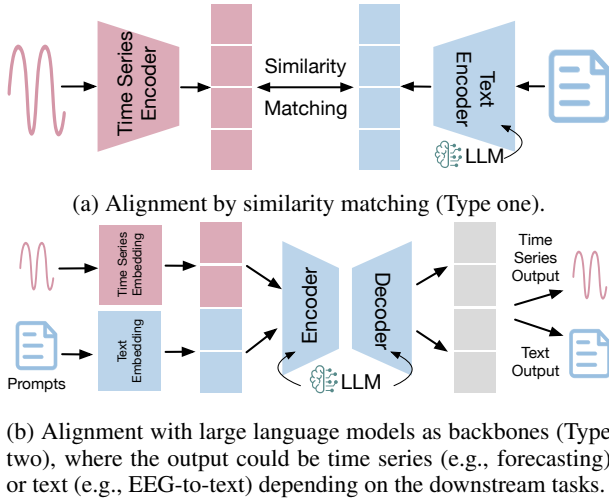 Time Series
Encoder
Similarity
Matching
Text
Encoder
LLM
(a) Alignment by similarity matching (Type one).
Time Series
Embedding
Encoder
Decoder
Time
Series
Output
Prompts
Text
Embedding
LLM
Text
Output
(b) Alignment with large language models as backbones (Type
two), where the output could be time series (e.g., forecasting)
or text (e.g., EEG-to-text) depending on the downstream tasks.